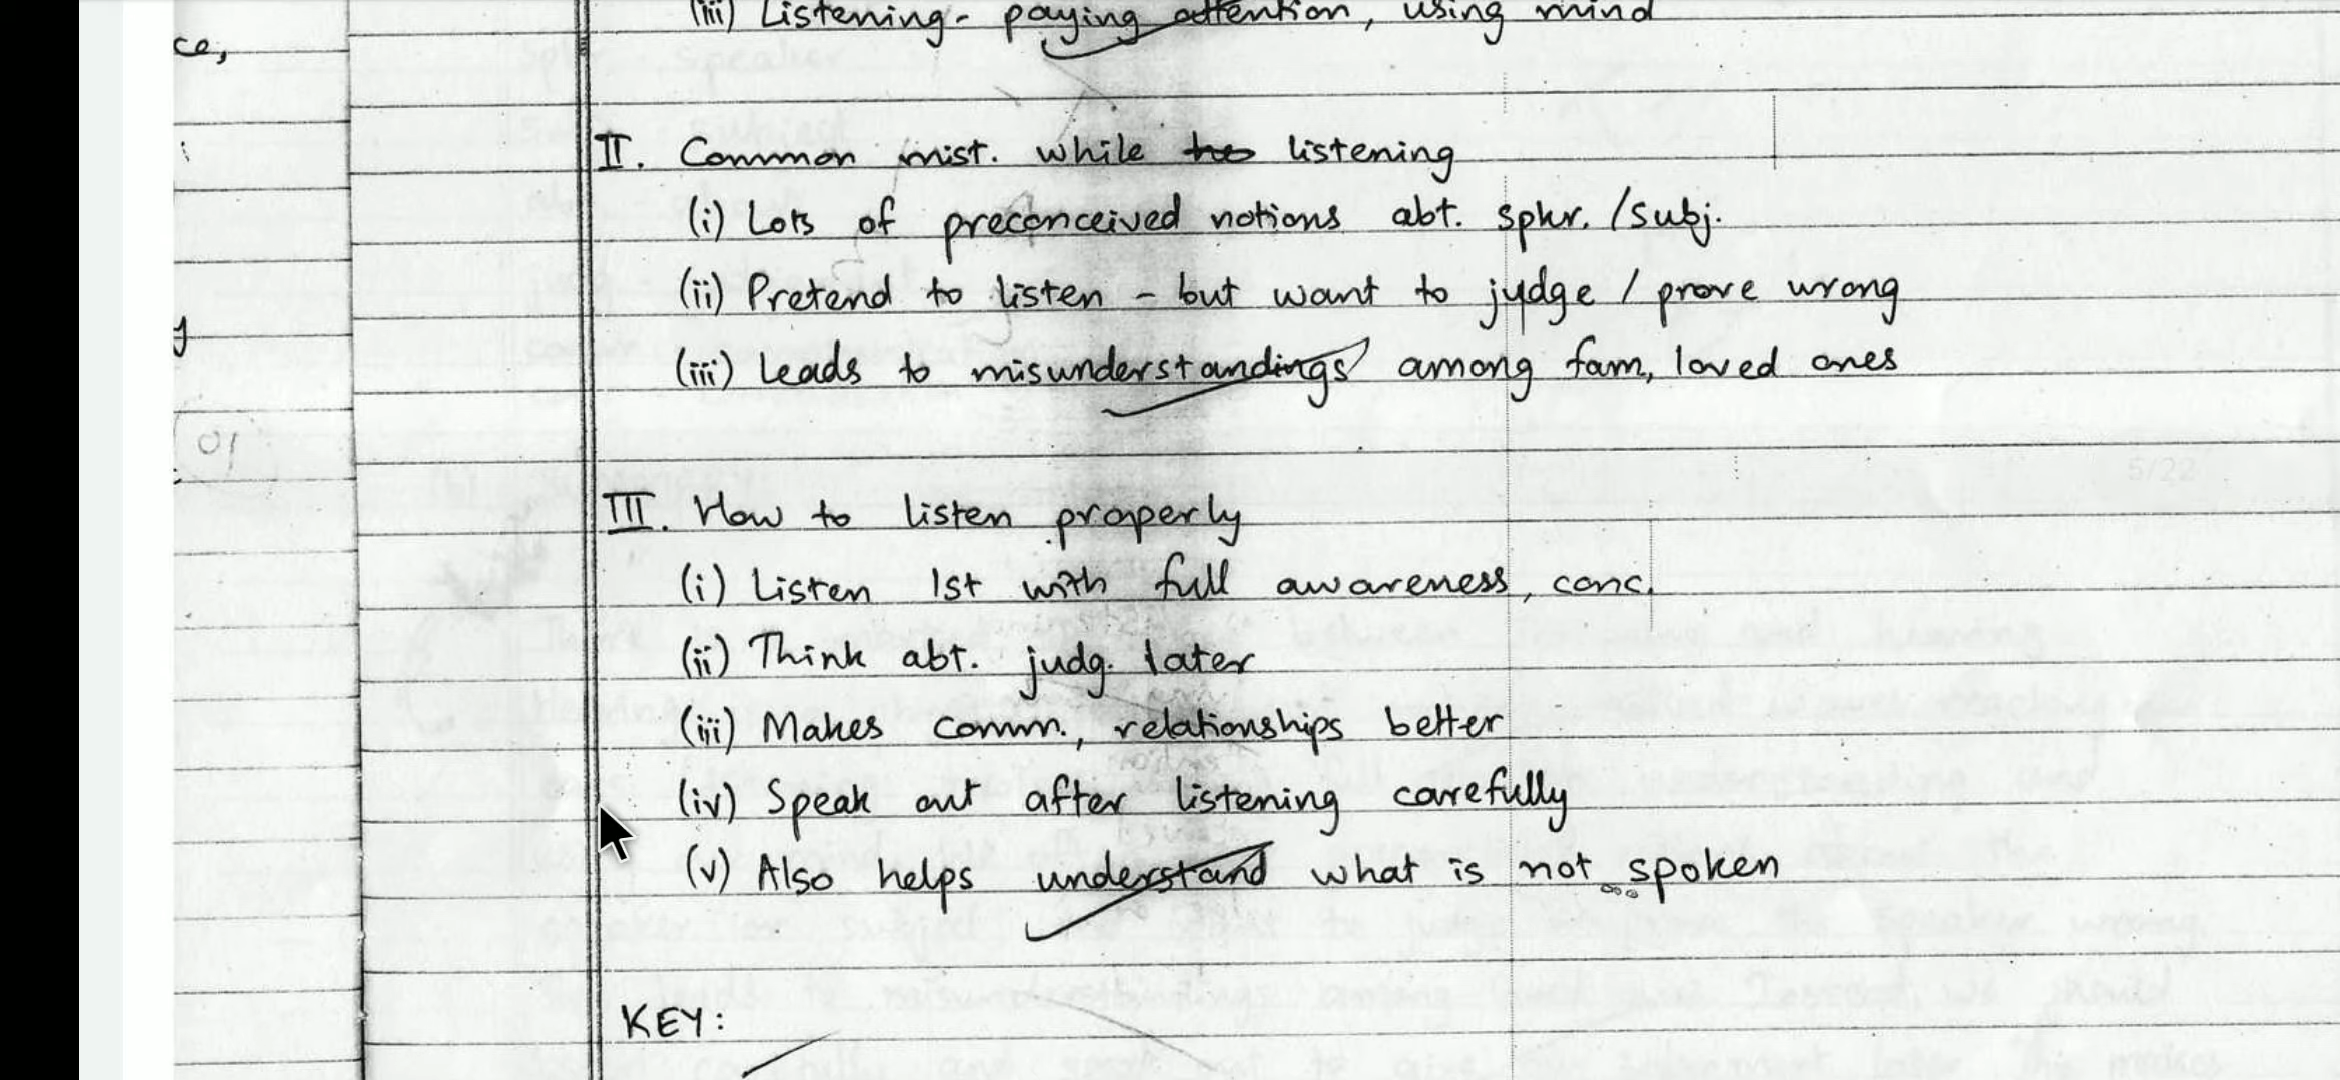 (iii) Listening - paying attention, using mind
ce,
II. Common mist. while listening
(i) Lots of preconceived notions abt. spkr. /subj.
(ii) Pretend to listen - but want to judge / prove wrong
y
(iii) Leads to misunderstandings among fam, loved ones
5/22
III. How to listen properly
(i) Listen 1st with full awareness, conc.
(ii) Think abt. judg. later
(iii) Makes comm., relationships better
(iv) Speak out after listening carefully
(v) Also helps understand what is not spoken
KEY: